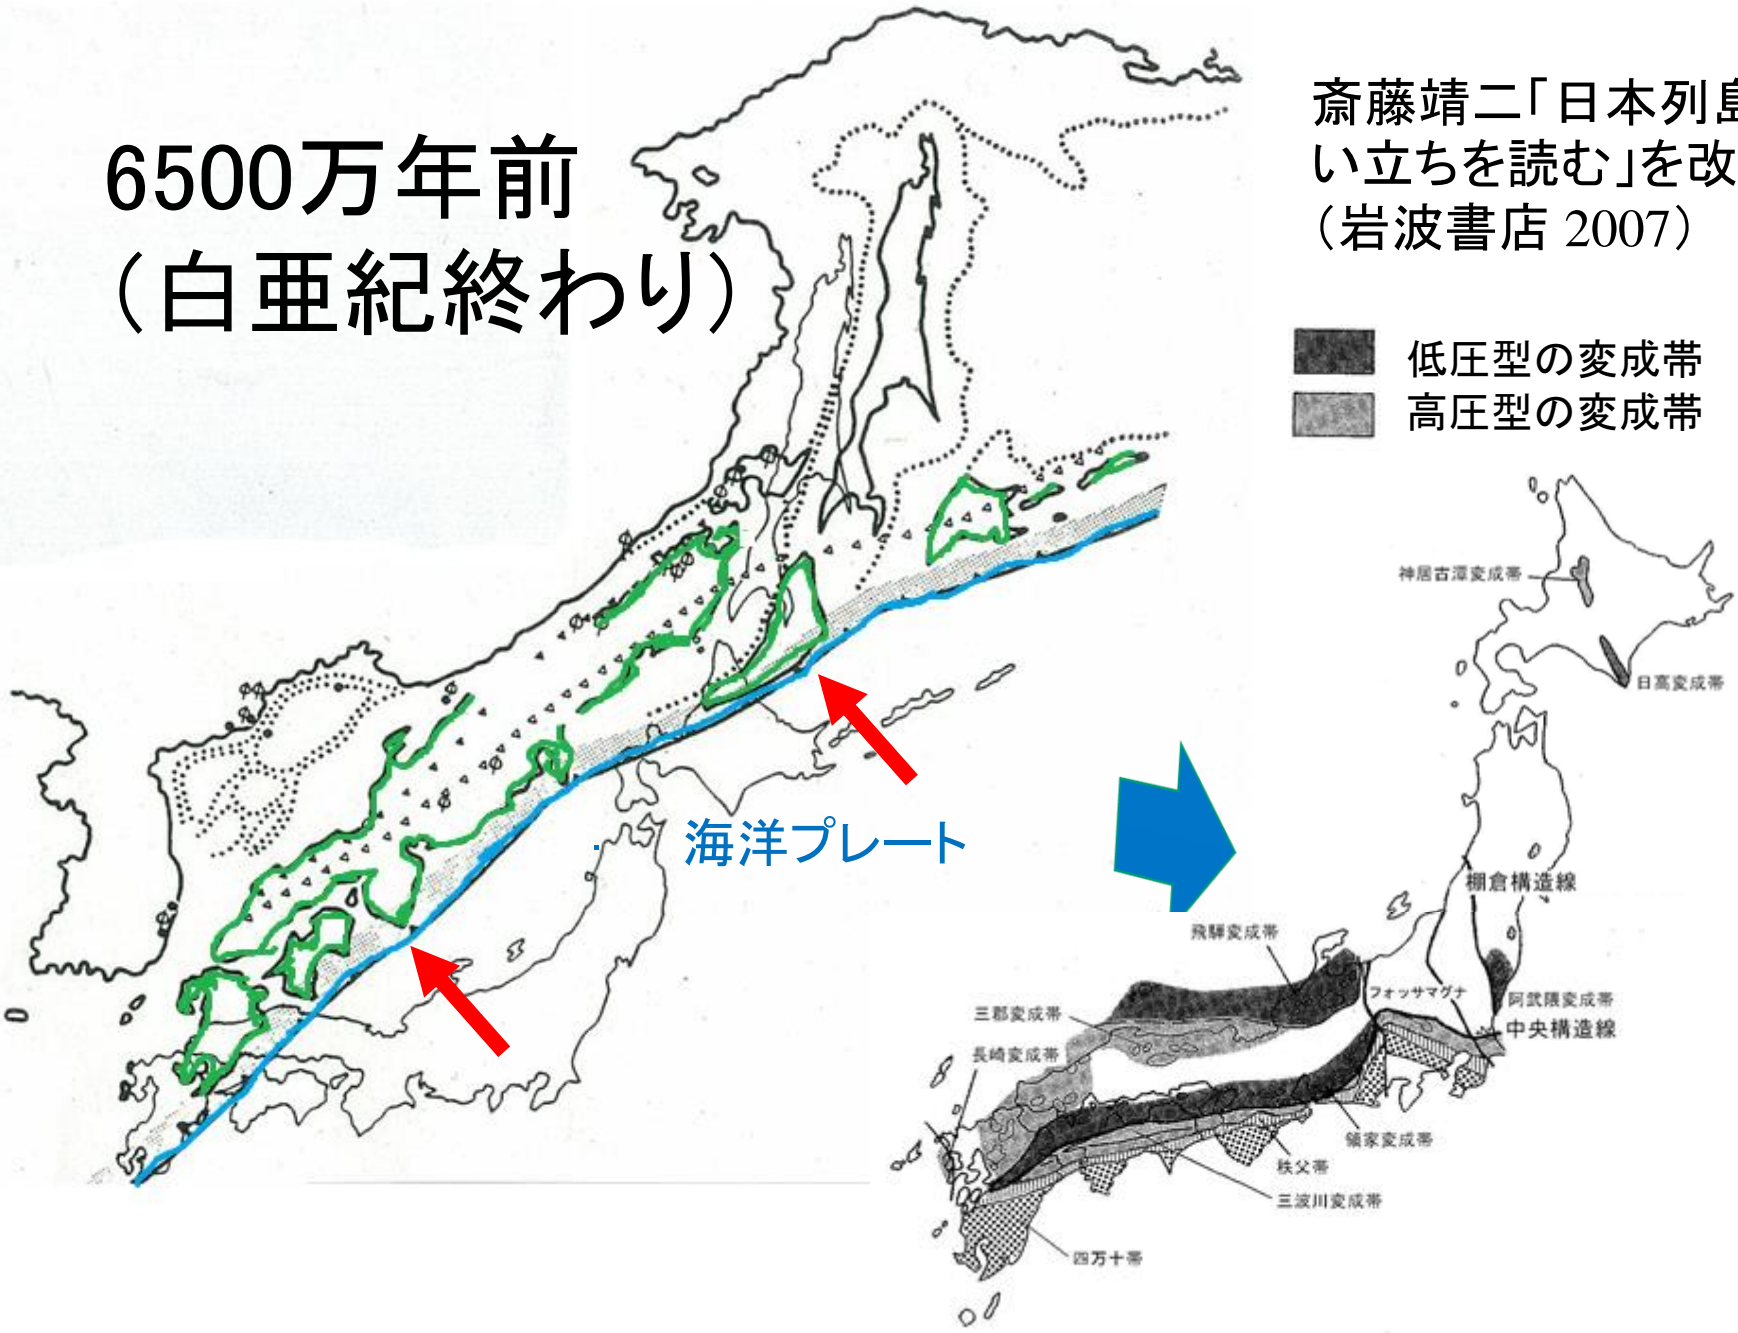 6500万年前
（白亜紀終わり）
斎藤靖二「日本列島
い立ちを読む」を改
（岩波書店 2007）
低圧型の変成帯
高圧型の変成帯
海洋プレート
神居古潭変成帯
日高変成帯
棚倉構造線
飛騨変成帯
フォッサマグナ
阿武隈変成帯
三郡変成帯
中央構造線
長崎変成帯
領家変成帯
秩父帯
三波川変成帯
四万十帯